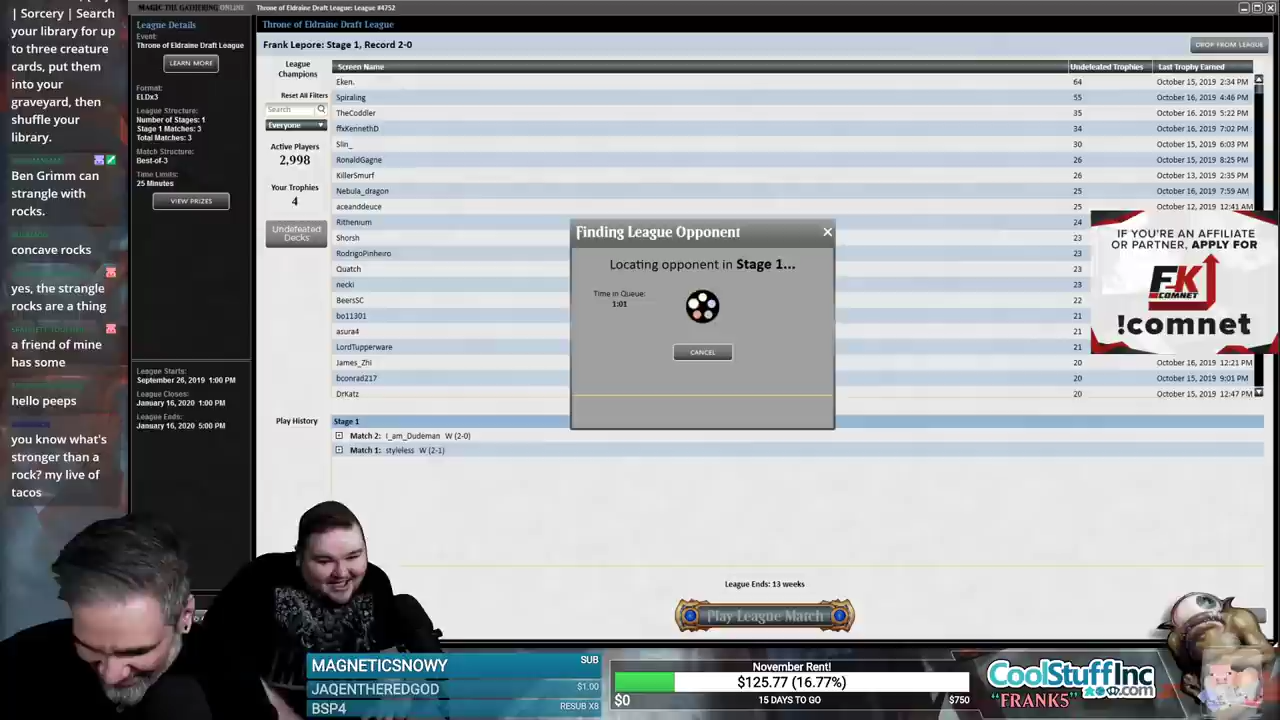 | Sorcery | Search
your library for up
to three creature
cards, put them
into your
graveyard, then
shuffle your
library.
Ben Grimm can
strangle with
rocks.
concave rocks
yes, the strangle
rocks are a thing
a friend of mine
has some
hello peeps
you know what's
stronger than a
rock? my live of
tacos
MAGIC THE GATHERING ONLINE
League Details
Event:
Throne of Eldraine Draft League
LEARN MORE
Format:
ELDx3
League Structure:
Number of Stages: 1
Stage 1 Matches: 3
Total Matches: 3
Match Structure:
Best-of-3
Time Limits:
25 Minutes
VIEW PRIZES
League Starts:
September 26, 2019 1:00 PM
League Closes:
January 16, 2020 1:00 PM
League Ends:
January 16, 2020 5:00 PM
Throne of Eldraine Draft League: League #4752
Throne of Eldraine Draft League
Frank Lepore: Stage 1, Record 2-0
DROP FROM LEAGUE
League
Champions
Reset All Filters
Search
Everyone
Active Players
2,998
Your Trophies
4
Undefeated
Decks
Screen Name Undefeated Trophies Last Trophy Earned
Eken. 64 October 15, 2019 2:34 PM
Spiraling 55 October 16, 2019 4:46 PM
TheCoddler 35 October 16, 2019 5:22 PM
ffxKennethD 34 October 16, 2019 7:02 PM
Slin_ 30 October 15, 2019 6:03 PM
RonaldGagne 26 October 15, 2019 8:25 PM
KillerSmurf 26 October 13, 2019 2:35 PM
Nebula_dragon 25 October 16, 2019 7:59 AM
aceanddeuce 25 October 12, 2019 12:41 AM
Rithenium 24
Shorsh 23
RodrigoPinheiro 23
Quatch 23
necki 23
BeersSC 22
bo11301 21
asura4 21
LordTupperware 21
James_Zhi 20 October 16, 2019 12:21 PM
bconrad217 20 October 15, 2019 9:01 PM
DrKatz 20 October 15, 2019 12:47 PM
Finding League Opponent
Locating opponent in Stage 1...
Time in Queue:
1:01
CANCEL
IF YOU'RE AN AFFILIATE
OR PARTNER, APPLY FOR
FK
COMNET
!comnet
Play History
Stage 1
Match 2: I_am_Dudeman W (2-0)
Match 1: styleless W (2-1)
League Ends: 13 weeks
Play League Match
MAGNETICSNOWY SUB
JAQENTHEREDGOD $1.00
BSP4 RESUB X8
November Rent!
$125.77 (16.77%)
$0 15 DAYS TO GO $750
CoolStuffInc
.com
"FRANK5"